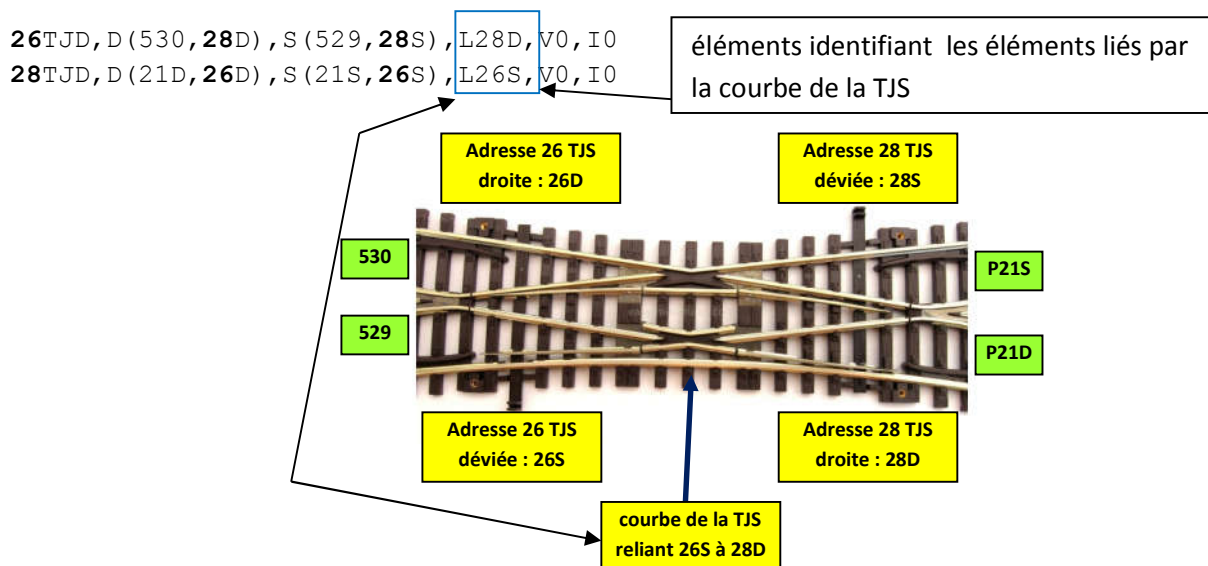 26TJD,D(530,28D),S(529,28S),L28D,V0,I0
28TJD,D(21D,26D),S(21S,26S),L26S,V0,I0
éléments identifiant les éléments liés par
la courbe de la TJS
Adresse 26 TJS
droite : 26D
Adresse 28 TJS
déviée : 28S
530
P21S
529
P21D
Adresse 26 TJS
déviée : 26S
Adresse 28 TJS
droite : 28D
courbe de la TJS
reliant 26S à 28D